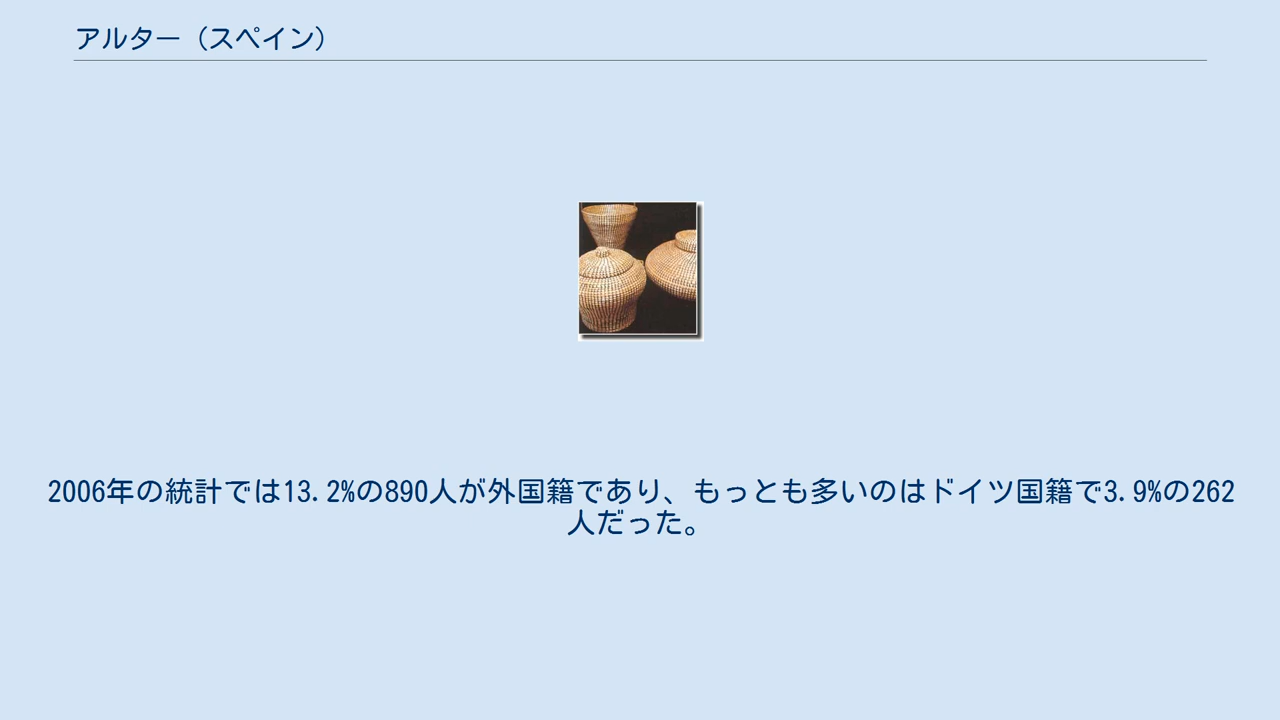 アルター（スペイン）
2006年の統計では13.2%の890人が外国籍であり、もっとも多いのはドイツ国籍で3.9%の262
人だった。